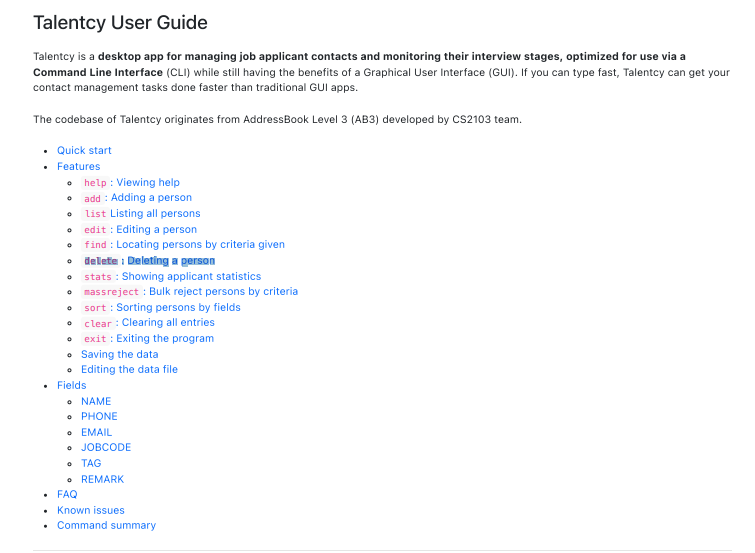 Talentcy User Guide
Talentcy is a desktop app for managing job applicant contacts and monitoring their interview stages, optimized for use via a
Command Line Interface (CLI) while still having the benefits of a Graphical User Interface (GUI). If you can type fast, Talentcy can get your
contact management tasks done faster than traditional GUI apps.
The codebase of Talentcy originates from AddressBook Level 3 (AB3) developed by CS2103 team.
Quick start
Features
help : Viewing help
add : Adding a person
list Listing all persons
edit : Editing a person
find : Locating persons by criteria given
delete : Deleting a person
stats : Showing applicant statistics
massreject : Bulk reject persons by criteria
sort : Sorting persons by fields
clear : Clearing all entries
exit : Exiting the program
Saving the data
Editing the data file
Fields
NAME
PHONE
EMAIL
JOBCODE
TAG
REMARK
FAQ
Known issues
Command summary